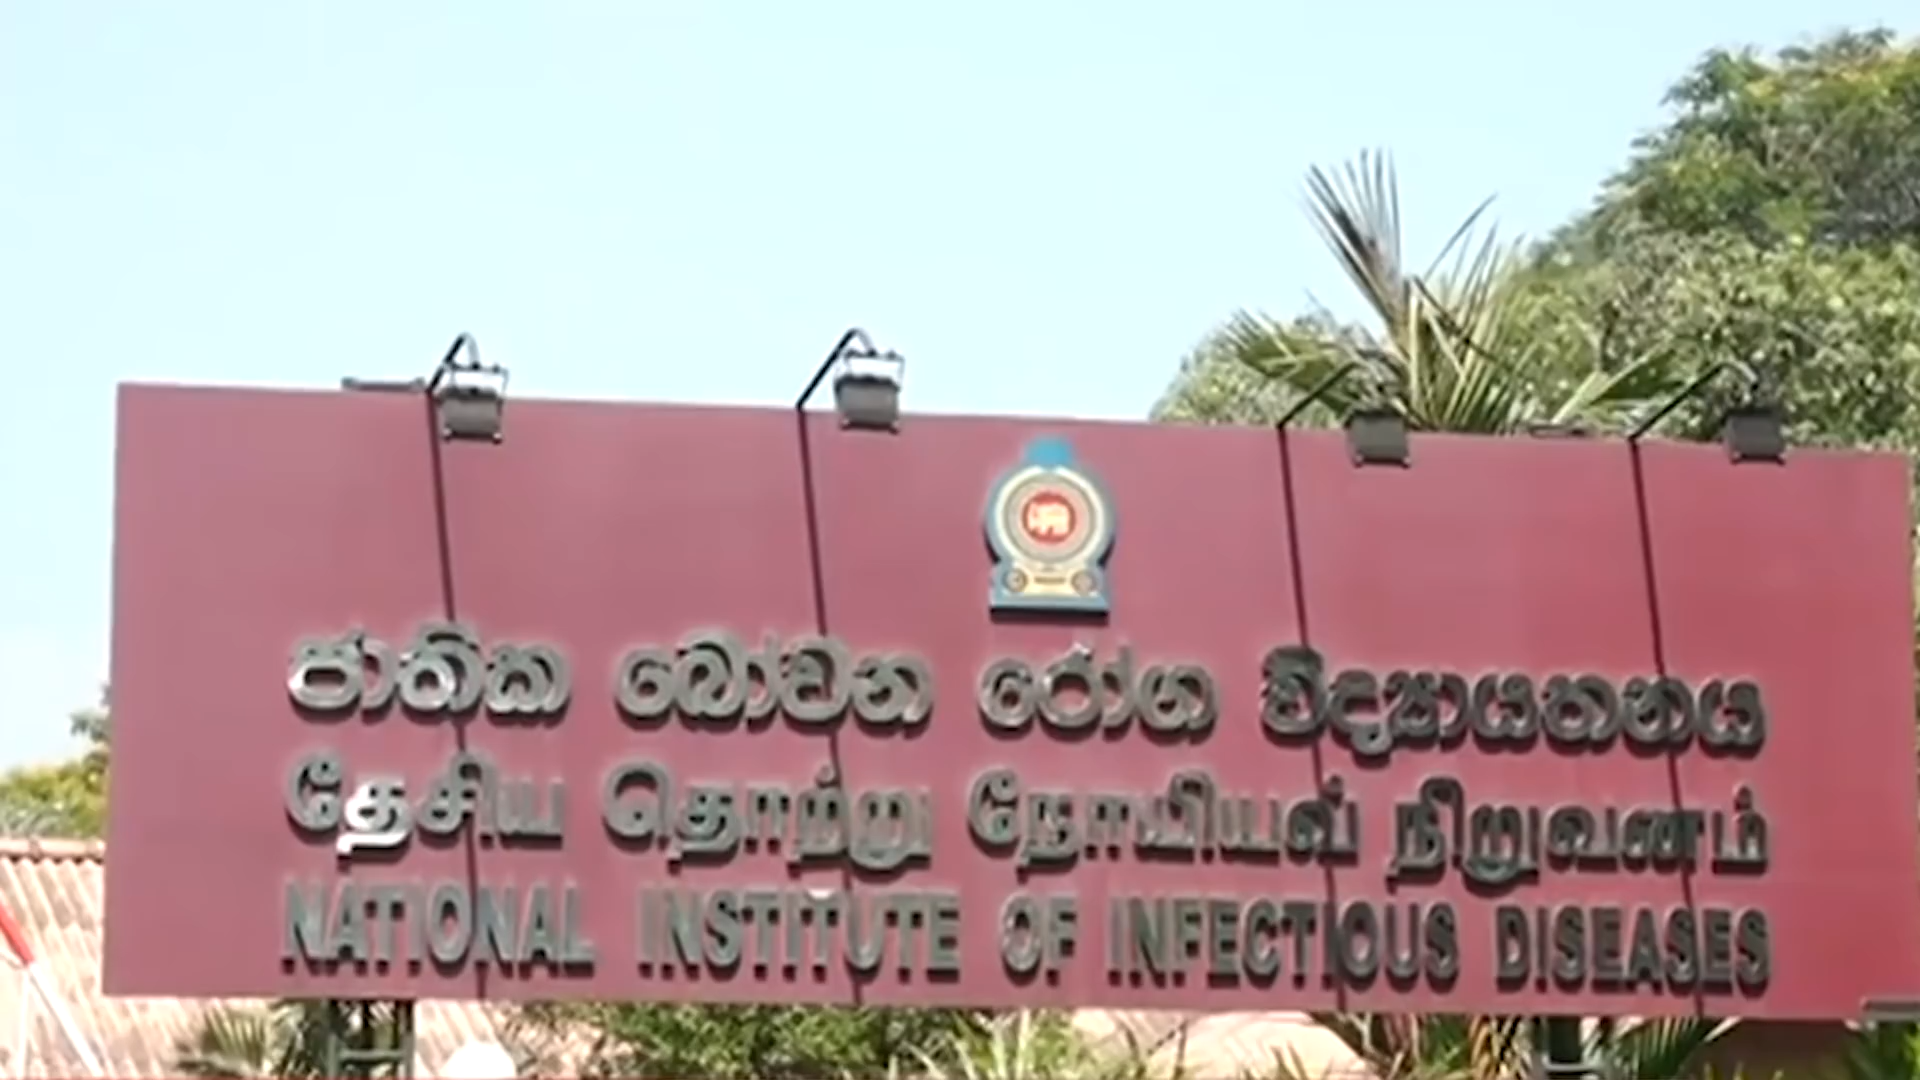 ජාතික බෝවන රෝග විද්‍යායතනය
தேசிய தொற்று நோயியல் நிறுவனம்
NATIONAL INSTITUTE OF INFECTIOUS DISEASES